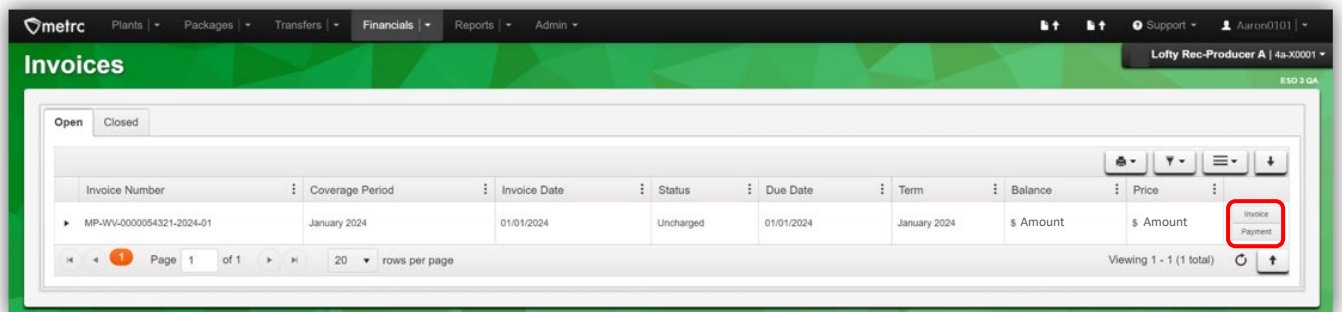 metrc Plants Packages Transfers Financials Reports Admin Support Aaron0101
Invoices
Lofty Rec-Producer A | 4a-X0001
ESO 3 QA
Open Closed
Invoice Number Coverage Period Invoice Date Status Due Date Term Balance Price
MP-WV-0000054321-2024-01 January 2024 01/01/2024 Uncharged 01/01/2024 January 2024 $ Amount $ Amount Invoice
Payment
1 Page 1 of 1 20 rows per page Viewing 1 - 1 (1 total)